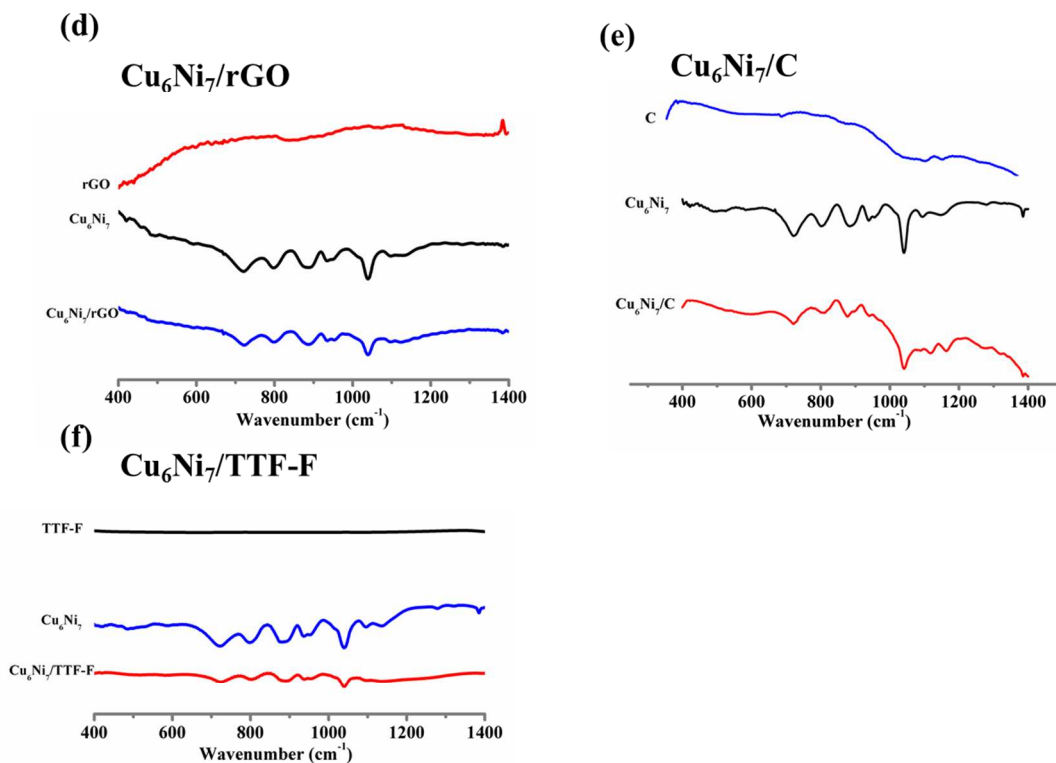 (d)
Cu₆Ni₇/rGO
rGO
Cu₆Ni₇
Cu₆Ni₇/rGO
400 600 800 1000 1200 1400
Wavenumber (cm⁻¹)
(e)
Cu₆Ni₇/C
C
Cu₆Ni₇
Cu₆Ni₇/C
400 600 800 1000 1200 1400
Wavenumber (cm⁻¹)
(f)
Cu₆Ni₇/TTF-F
TTF-F
Cu₆Ni₇
Cu₆Ni₇/TTF-F
400 600 800 1000 1200 1400
Wavenumber (cm⁻¹)